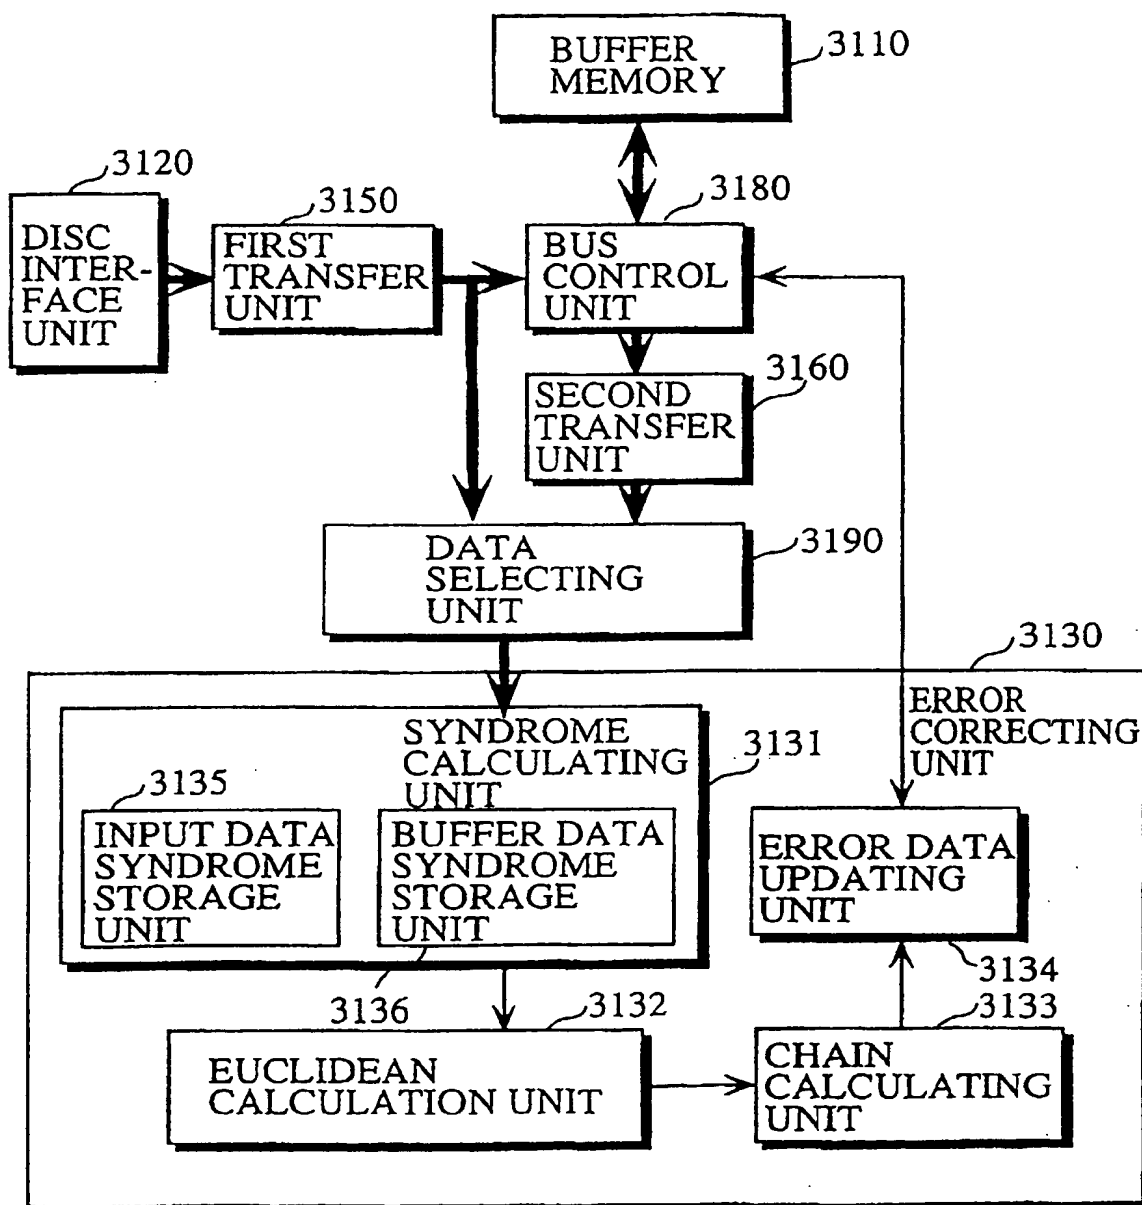 BUFFER
MEMORY
3110
3120
DISC
INTER-
FACE
UNIT
3150
FIRST
TRANSFER
UNIT
3180
BUS
CONTROL
UNIT
3160
SECOND
TRANSFER
UNIT
DATA
SELECTING
UNIT
3190
3130
ERROR
CORRECTING
UNIT
SYNDROME
CALCULATING
UNIT
3131
3135
INPUT DATA
SYNDROME
STORAGE
UNIT
BUFFER DATA
SYNDROME
STORAGE
UNIT
3136
ERROR DATA
UPDATING
UNIT
3134
3132
EUCLIDEAN
CALCULATION UNIT
3133
CHAIN
CALCULATING
UNIT